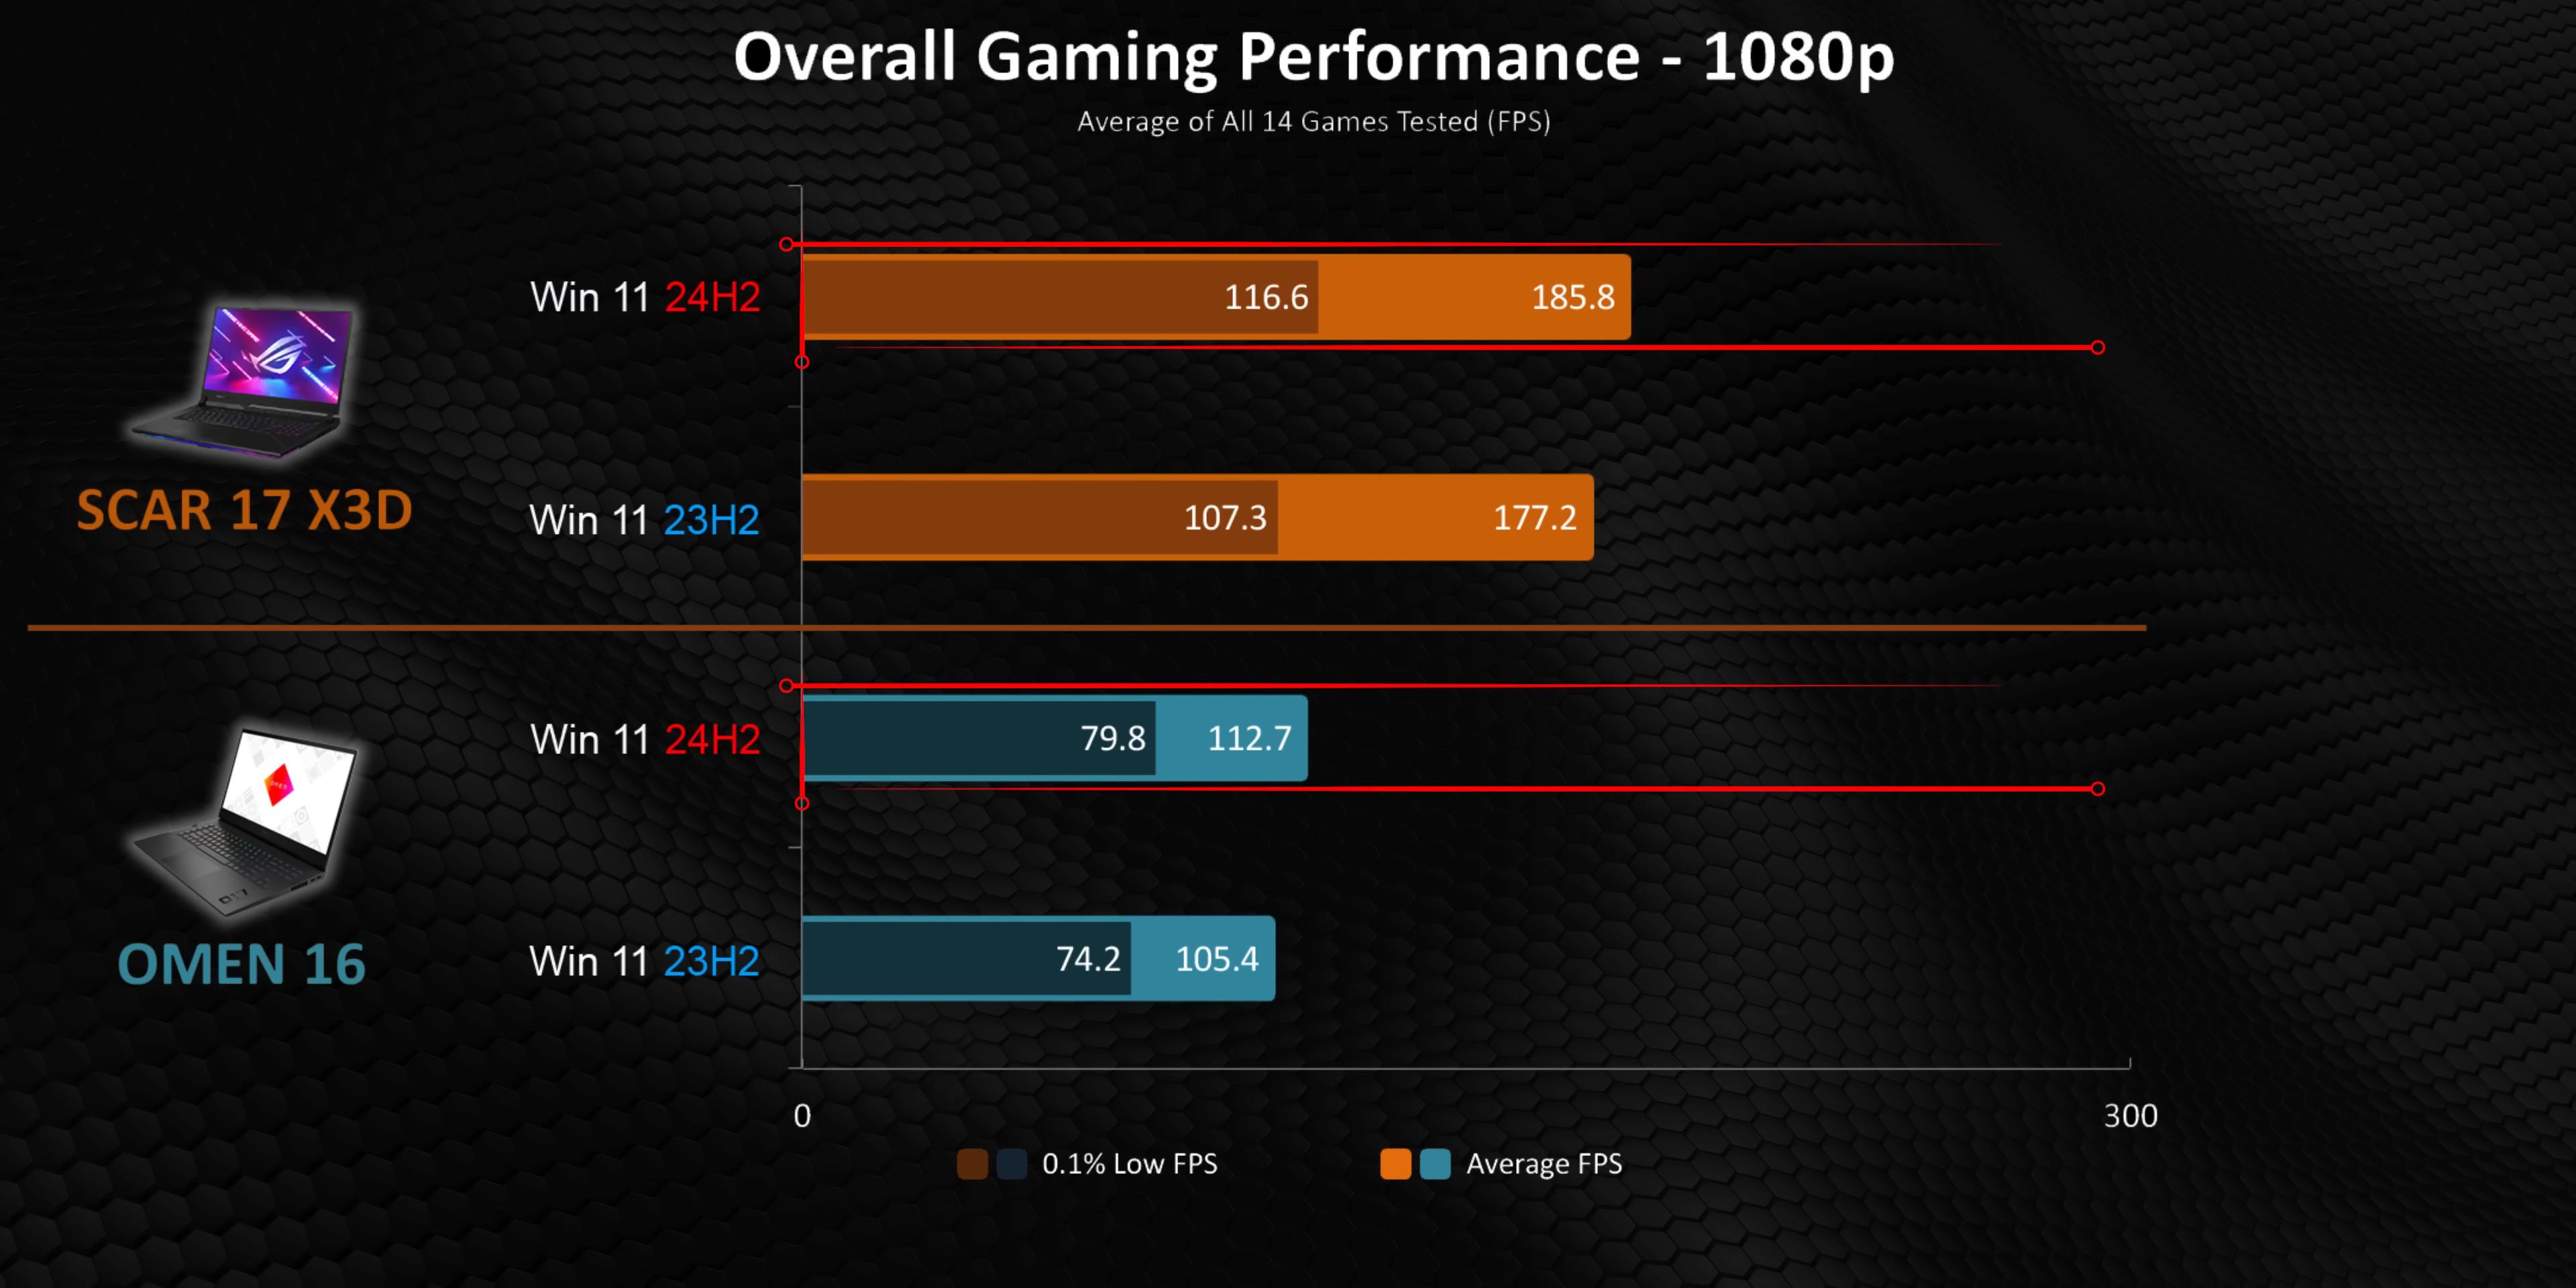 Overall Gaming Performance - 1080p
Average of All 14 Games Tested (FPS)
Win 11 24H2
116.6
185.8
SCAR 17 X3D
Win 11 23H2
107.3
177.2
Win 11 24H2
79.8
112.7
OMEN 16
Win 11 23H2
74.2
105.4
0
300
0.1% Low FPS
Average FPS